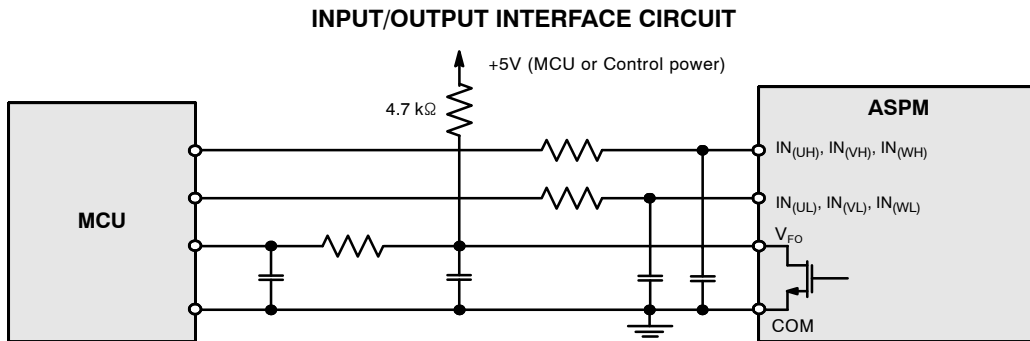 INPUT/OUTPUT INTERFACE CIRCUIT
+5V (MCU or Control power)
4.7 kΩ
ASPM
IN(UH), IN(VH), IN(WH)
MCU
IN(UL), IN(VL), IN(WL)
VFO
COM